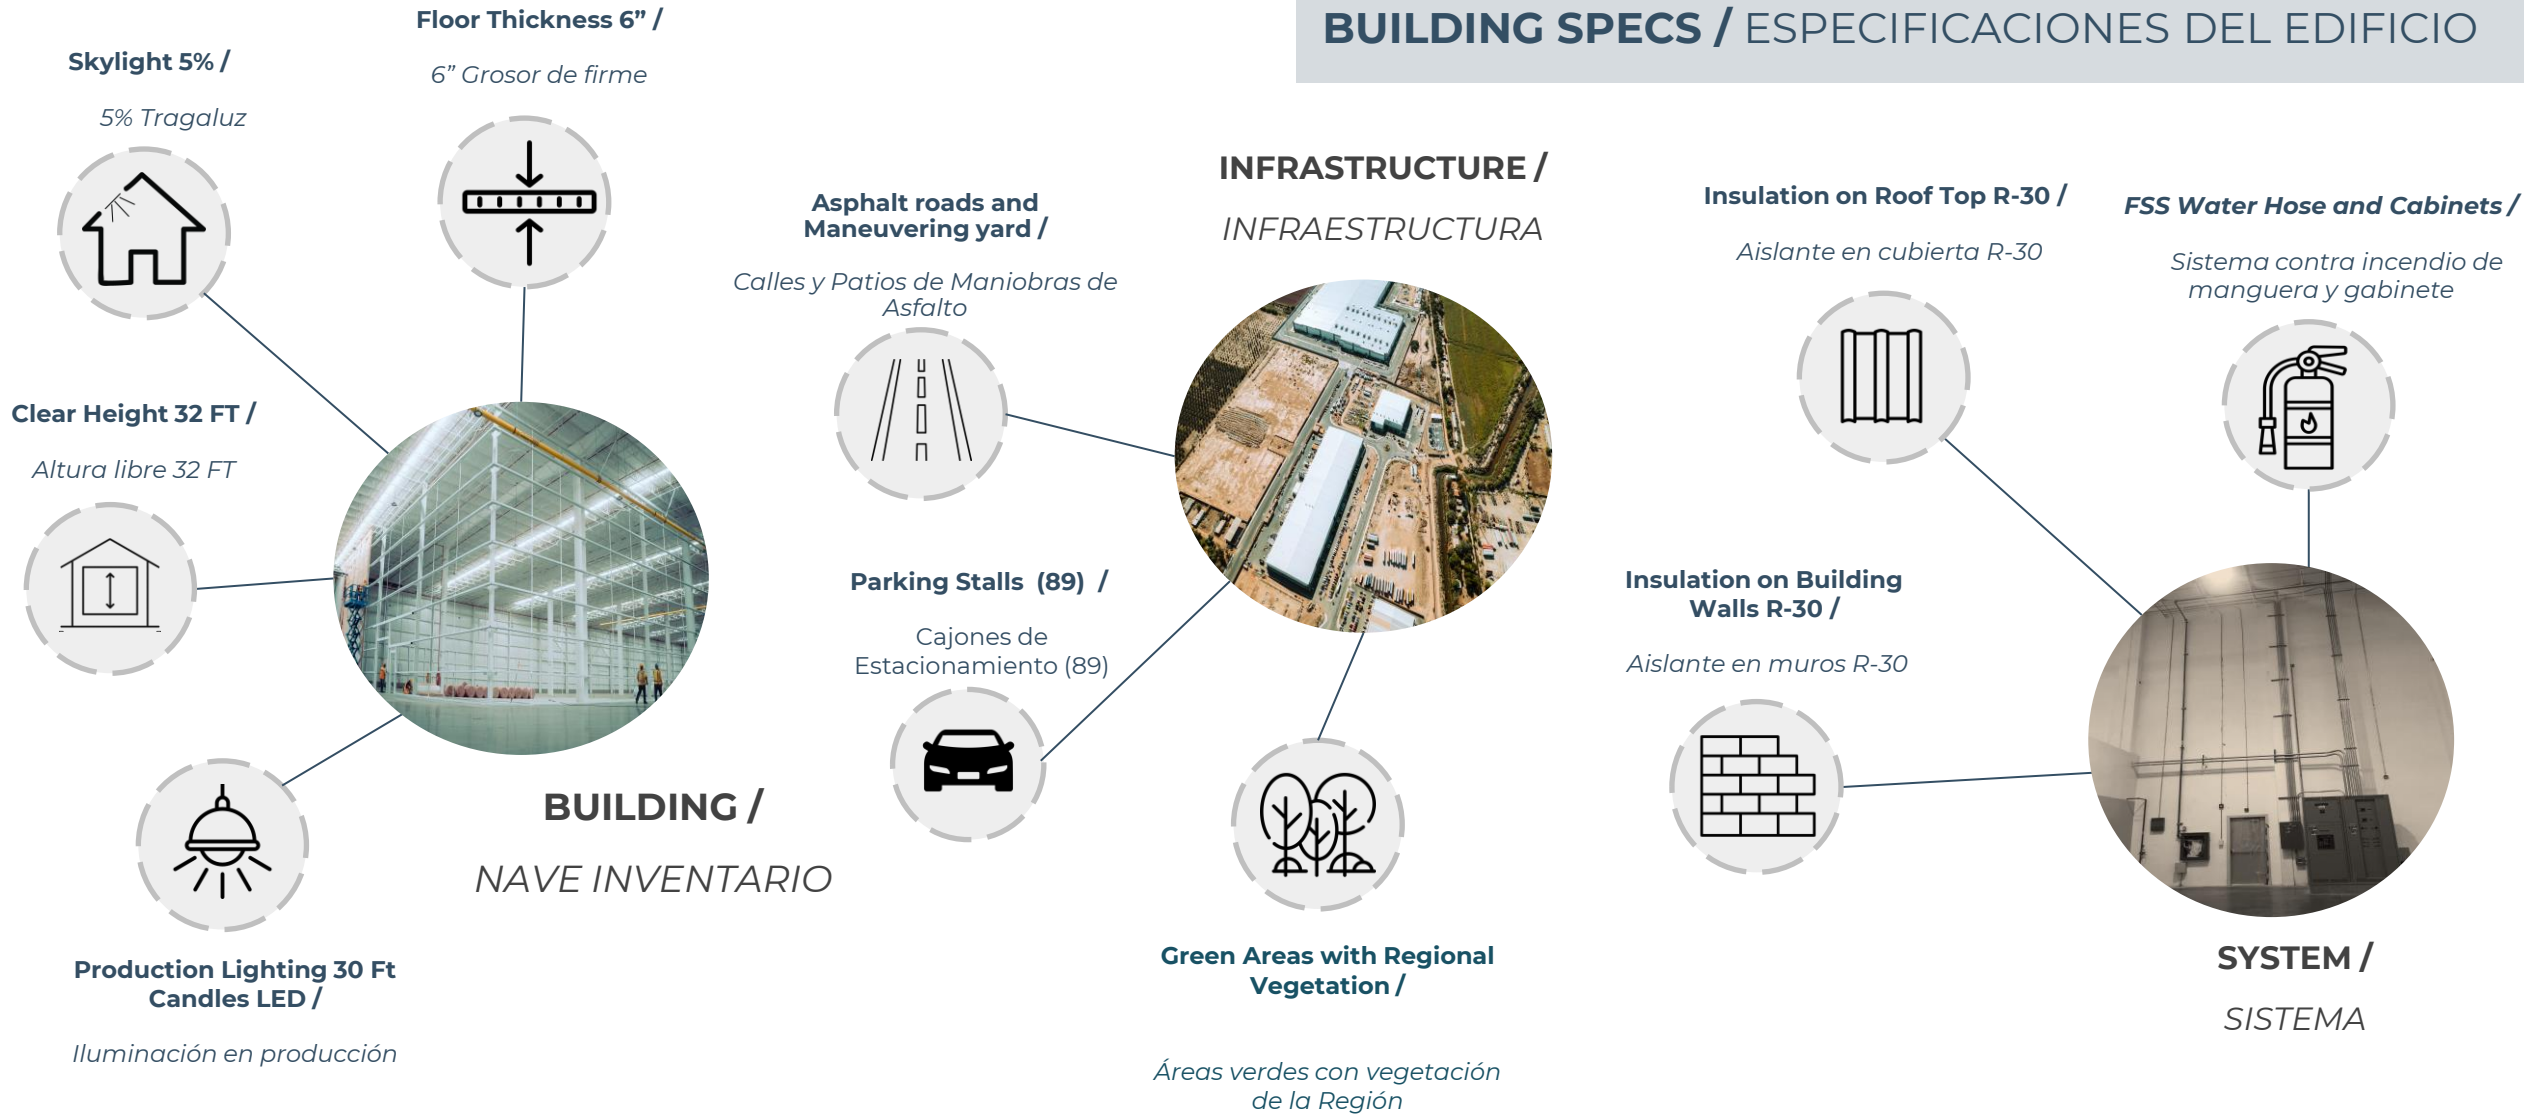 BUILDING SPECS / ESPECIFICACIONES DEL EDIFICIO
Floor Thickness 6” /
6” Grosor de firme
Skylight 5% /
5% Tragaluz
Clear Height 32 FT /
Altura libre 32 FT
Production Lighting 30 Ft
Candles LED /
Iluminación en producción
BUILDING /
NAVE INVENTARIO
INFRASTRUCTURE /
INFRAESTRUCTURA
Asphalt roads and
Maneuvering yard /
Calles y Patios de Maniobras de
Asfalto
Parking Stalls (89) /
Cajones de
Estacionamiento (89)
Green Areas with Regional
Vegetation /
Áreas verdes con vegetación
de la Región
Insulation on Roof Top R-30 /
Aislante en cubierta R-30
FSS Water Hose and Cabinets /
Sistema contra incendio de
manguera y gabinete
Insulation on Building
Walls R-30 /
Aislante en muros R-30
SYSTEM /
SISTEMA